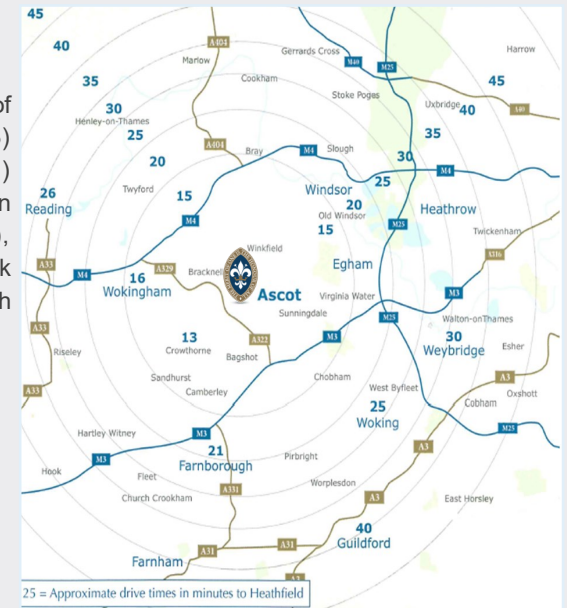 45
40
35
30
Henley-on-Thames
25
20
Twyford
15
26
Reading
A404
Marlow
Cookham
A404
Bray
M4
Slough
Gerrards Cross
M40
M25
Stoke Poges
Harrow
45
Uxbridge
40
A40
35
30
25
M4
Windsor
20
Old Windsor
15
M25
Heathrow
Twickenham
A316
M4
Winkfield
Egham
A33
M4
16
Wokingham
A329
Bracknell
Ascot
Virginia Water
M3
Sunningdale
M25
Walton-onThames
A33
Riseley
13
Crowthorne
A322
Bagshot
M3
30
Weybridge
Esher
Sandhurst
Camberley
Chobham
West Byfleet
A3
Oxshott
Cobham
A33
25
Woking
M25
Hartley Witney
M3
M3
Hook
21
Farnborough
Pirbright
A3
Fleet
Church Crookham
A331
Worplesdon
A3
East Horsley
40
Guildford
A31
A31
Farnham
25 = Approximate drive times in minutes to Heathfield
of
)
)
n
,
k
h